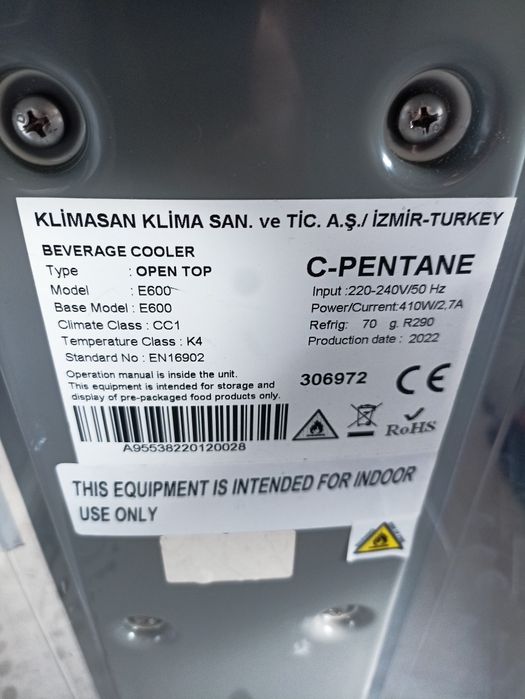 KLİMASAN KLİMA SAN. ve TİC. A.Ş./ İZMİR-TURKEY
BEVERAGE COOLER
Type : OPEN TOP
Model : E600
Base Model : E600
Climate Class : CC1
Temperature Class : K4
Standard No : EN16902
C-PENTANE
Input :220-240V/50 Hz
Power/Current:410W/2,7A
Refrig: 70 g. R290
Production date : 2022
Operation manual is inside the unit.
This equipment is intended for storage and
display of pre-packaged food products only.
306972 CE
RoHS
A95538220120028
THIS EQUIPMENT IS INTENDED FOR INDOOR
USE ONLY